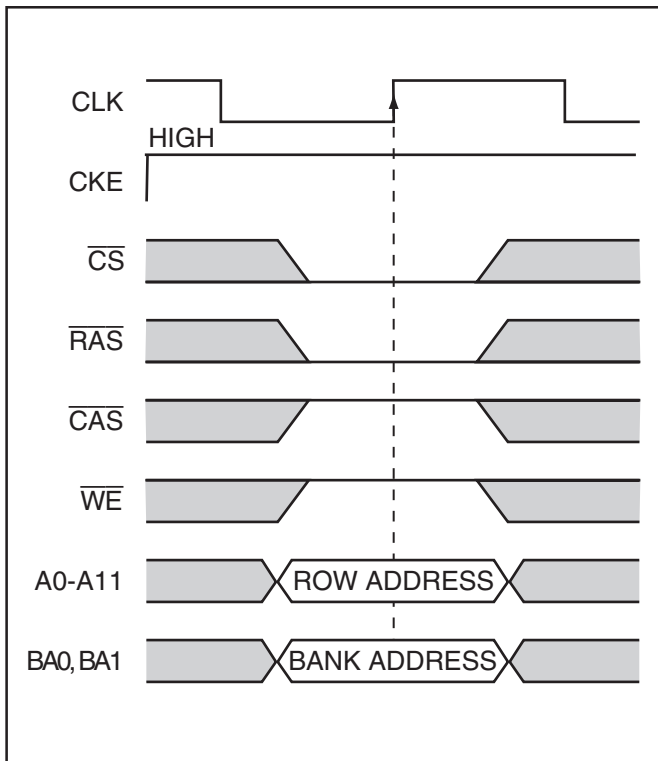 CLK
HIGH
CKE
CS
RAS
CAS
WE
A0-A11 ROW ADDRESS
BA0, BA1 BANK ADDRESS